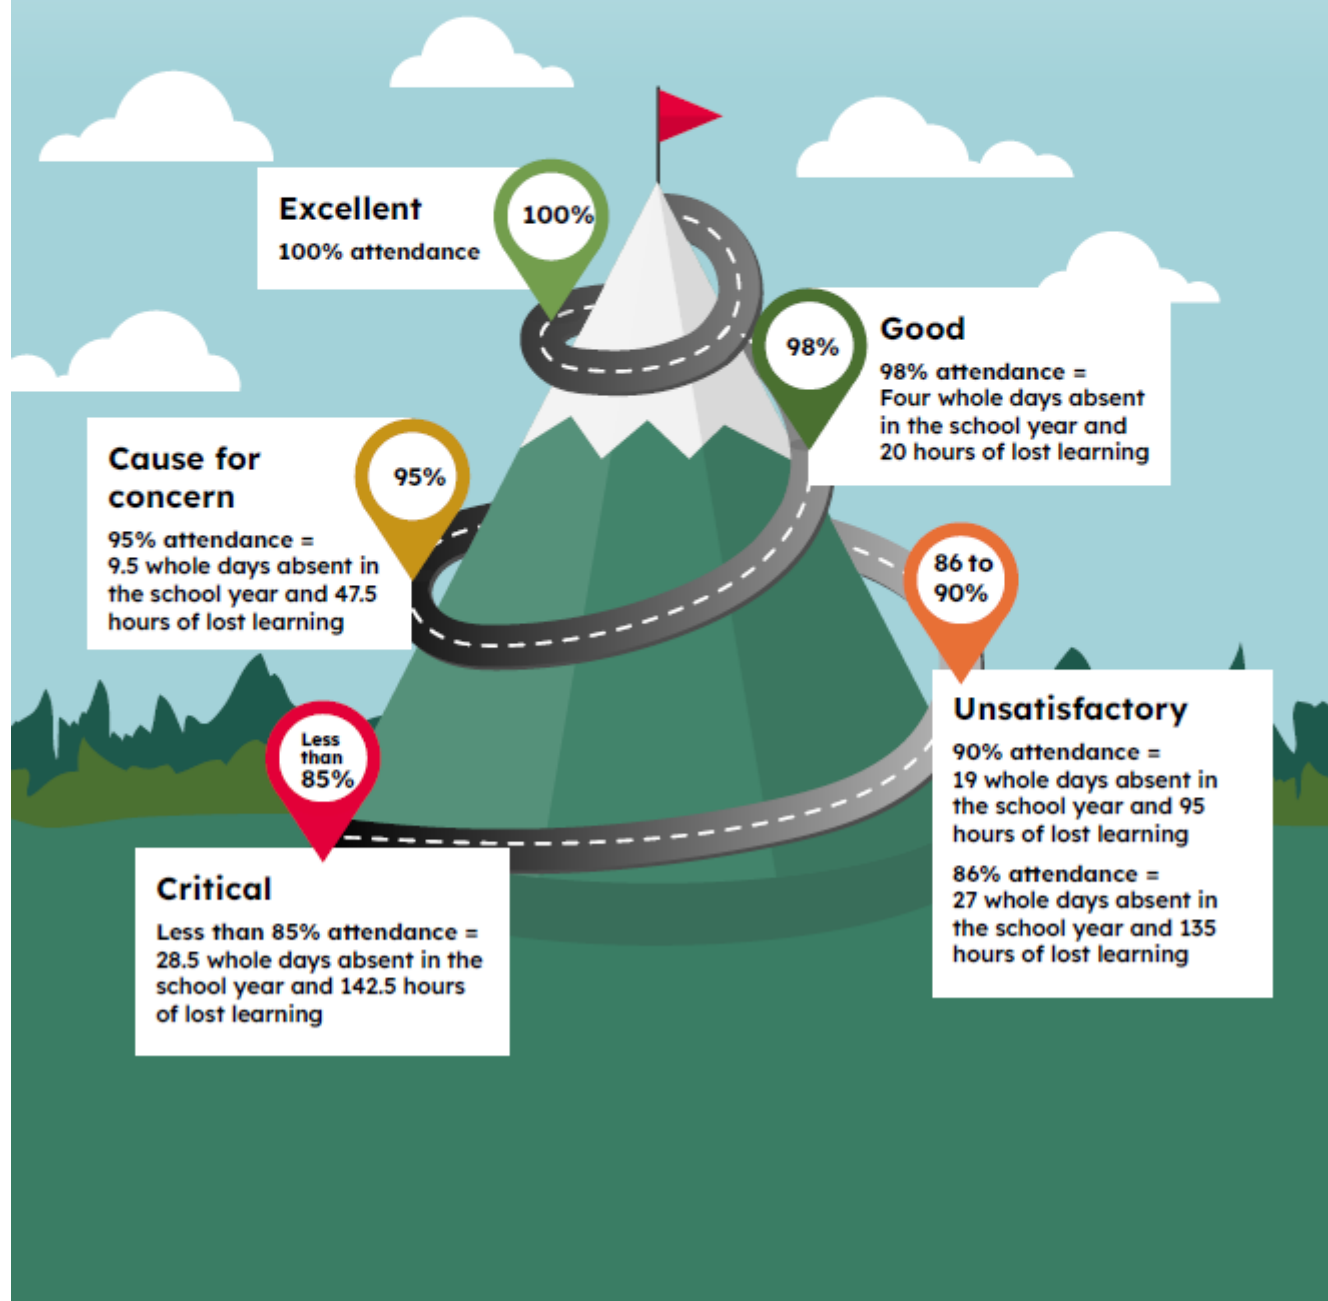 Excellent
100% attendance
100%
98%
Good
98% attendance =
Four whole days absent
in the school year and
20 hours of lost learning
Cause for
concern
95% attendance =
9.5 whole days absent in
the school year and 47.5
hours of lost learning
95%
86 to
90%
Unsatisfactory
90% attendance =
19 whole days absent in
the school year and 95
hours of lost learning
86% attendance =
27 whole days absent in
the school year and 135
hours of lost learning
Less
than
85%
Critical
Less than 85% attendance =
28.5 whole days absent in the
school year and 142.5 hours
of lost learning